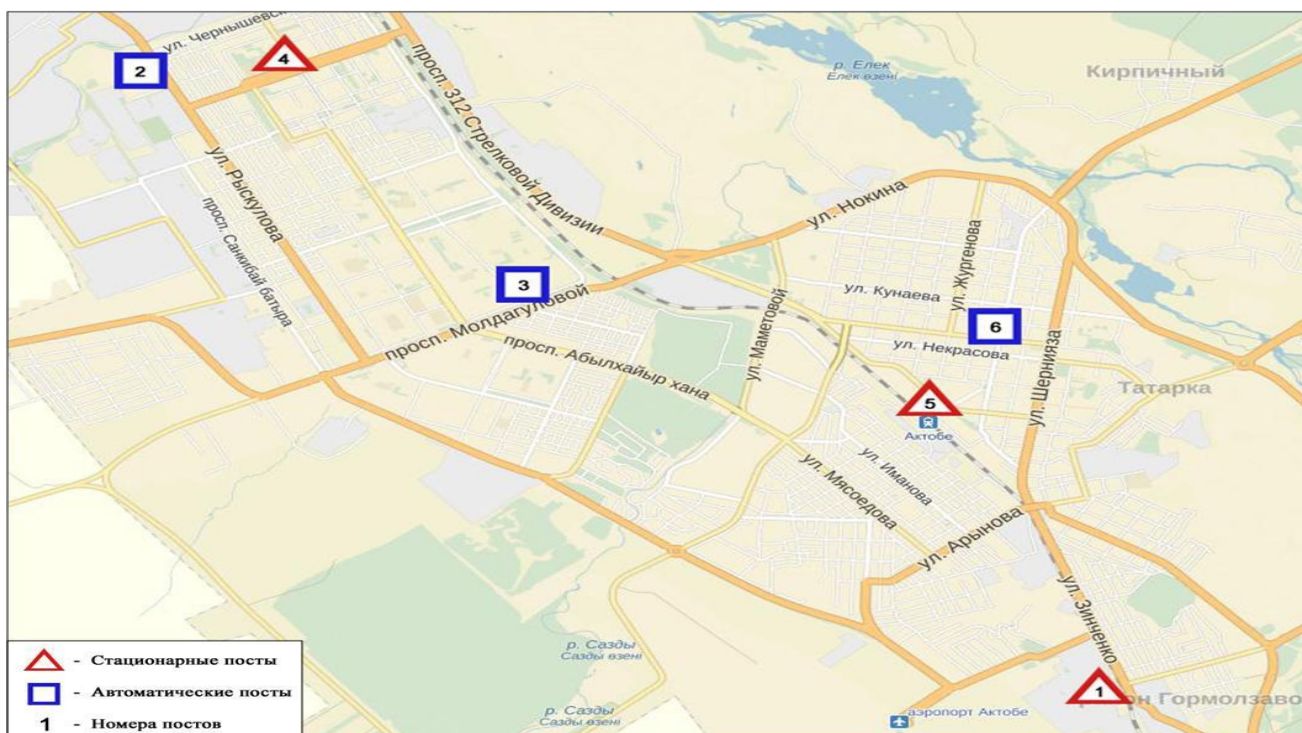 ул. Чернышевс
2
4
просп. 312 Стрелковой Дивизии
р. Елек
Елек өзені
Кирпичный
ул. Рыскулова
просп. Санкибай батыра
ул. Нокина
ул. Жургенова
3
ул. Кунаева
6
просп. Молдагуловой
просп. Абылхайыр хана
ул. Маметовой
ул. Некрасова
ул. Шернияза
Татарка
5
Актобе
ул. Иманова
ул. Мясоедова
ул. Арынова
ул. Зинченко
р. Сазды
Сазды өзені
р. Сазды
Сазды өзені
1
он Гормолзаво
аэропорт Актобе
- Стационарные посты
- Автоматические посты
1 - Номера постов